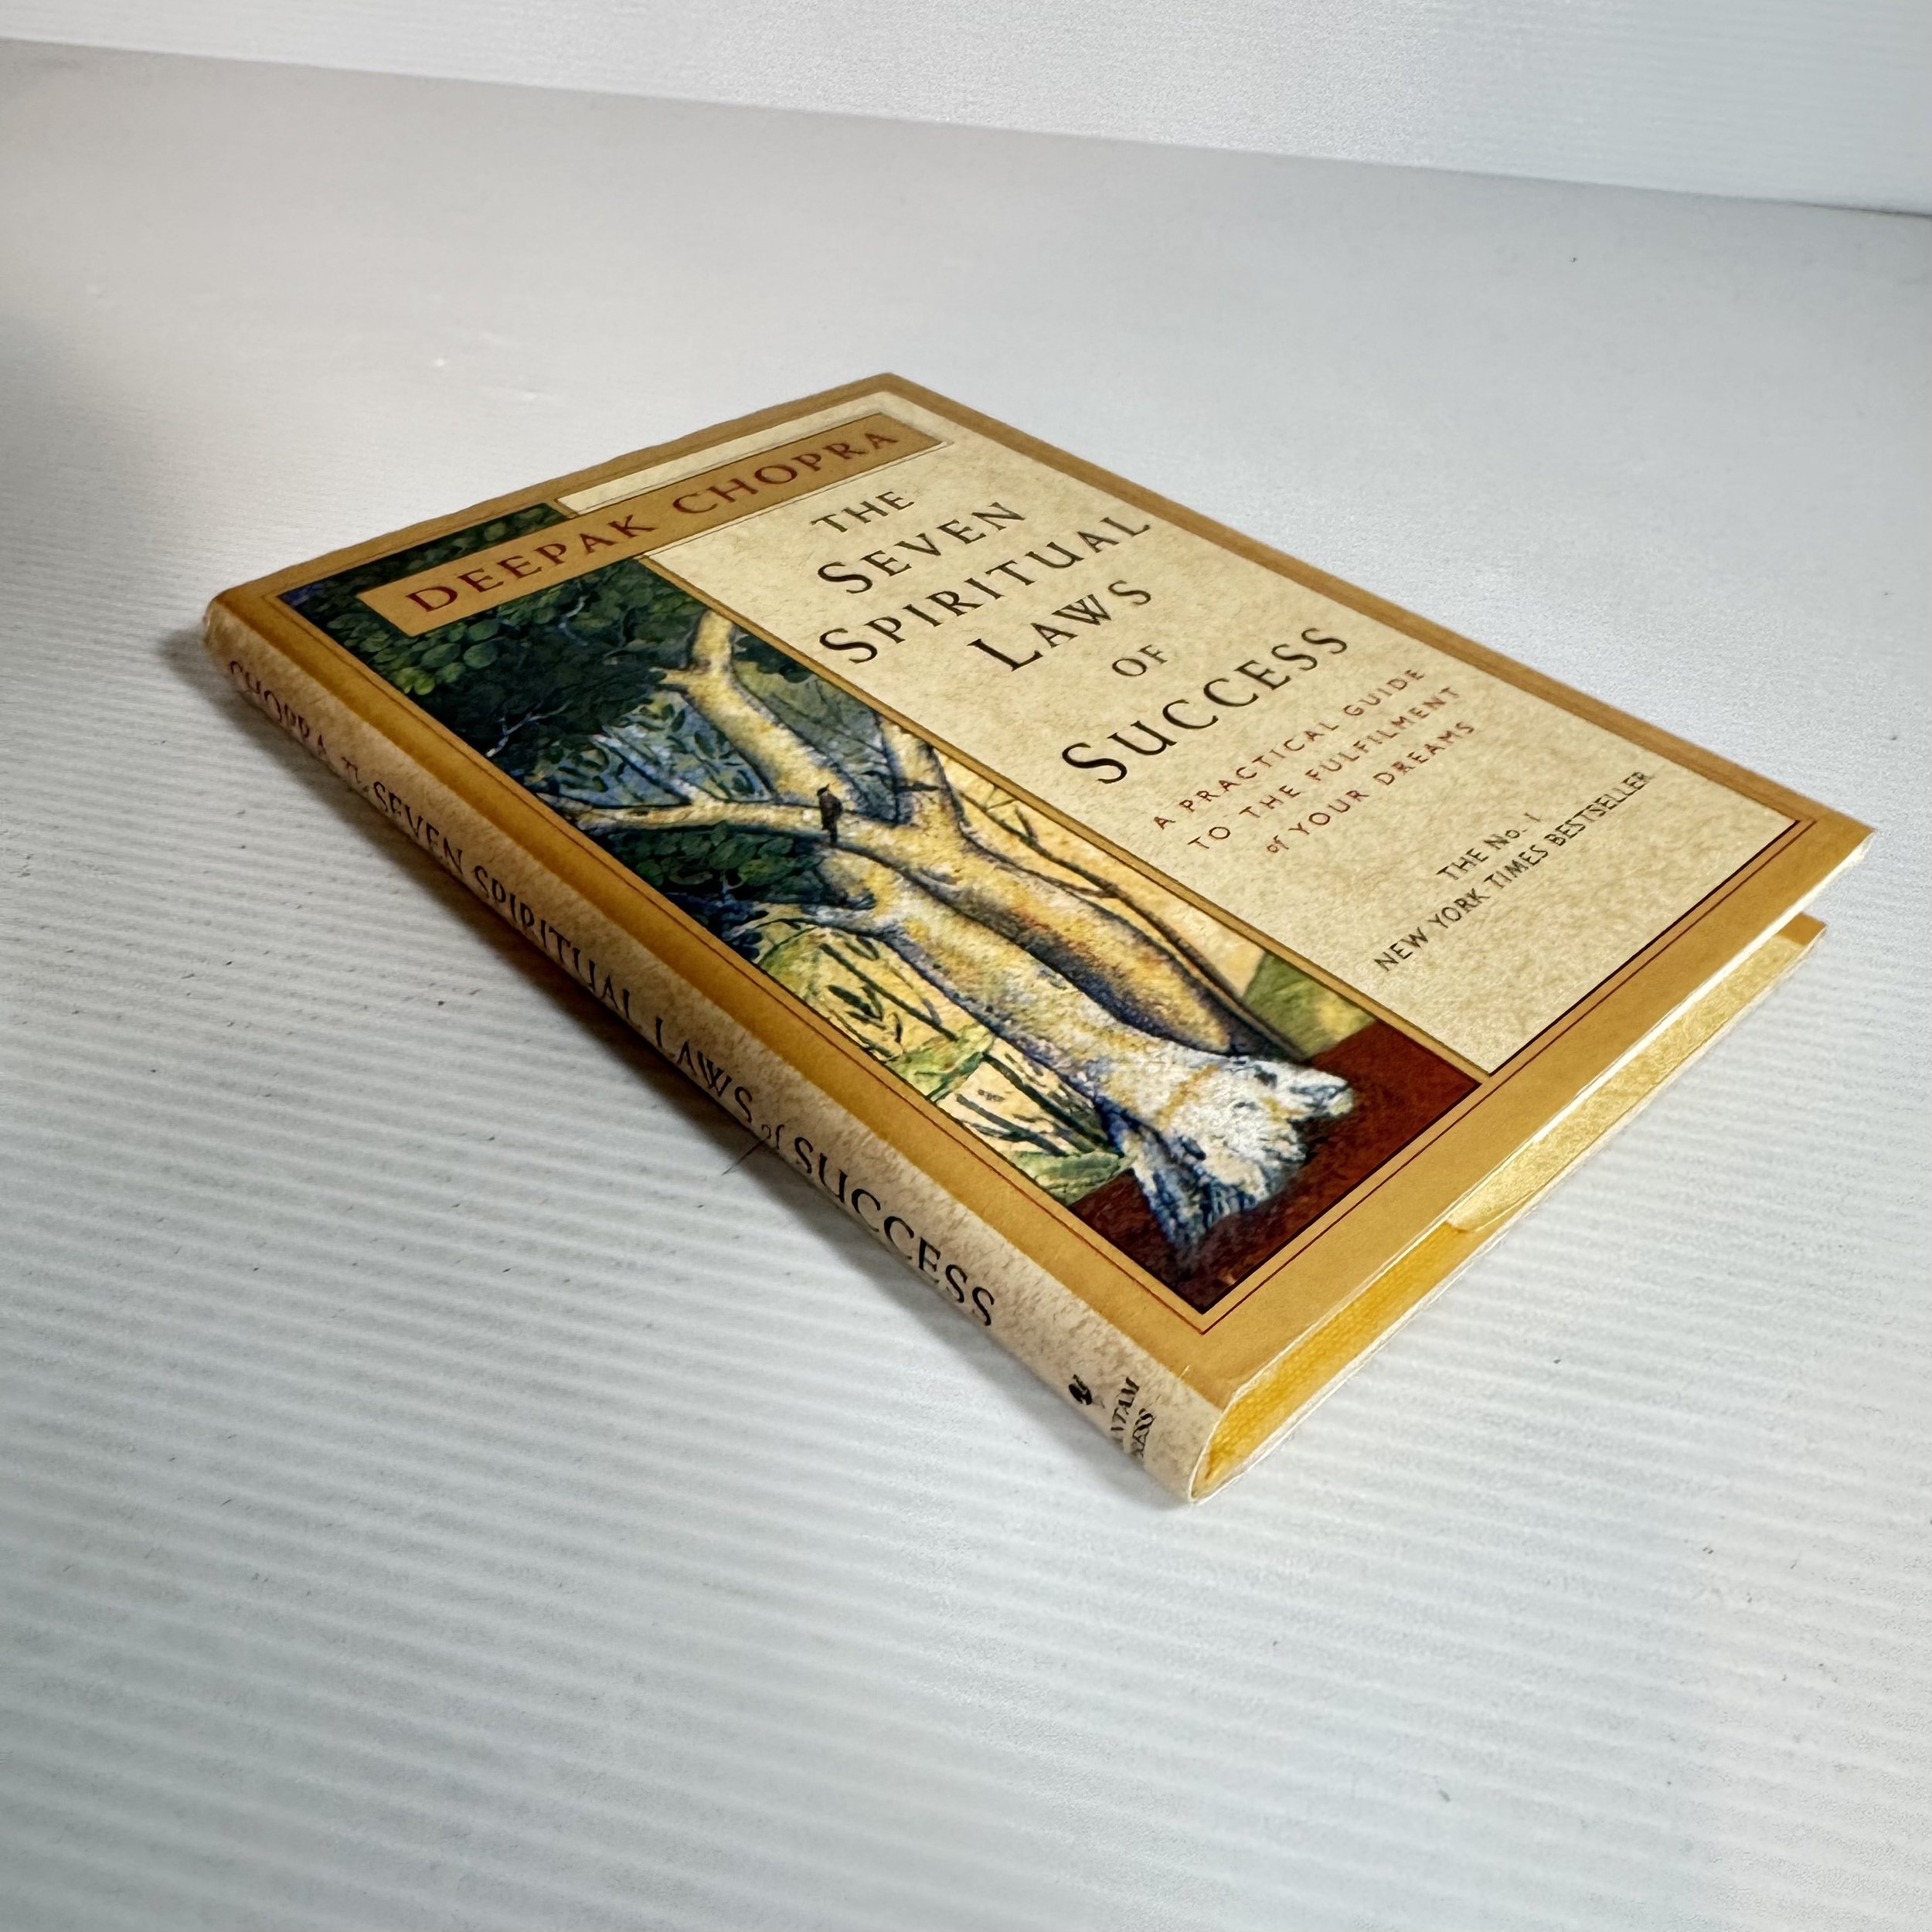 DEEPAK CHOPRA
THE
SEVEN
SPIRITUAL
LAWS
OF
SUCCESS
A PRACTICAL GUIDE
TO THE FULFILMENT
of YOUR DREAMS
THE No. 1
NEW YORK TIMES BESTSELLER
CHOPRA The SEVEN SPIRITUAL LAWS of SUCCESS